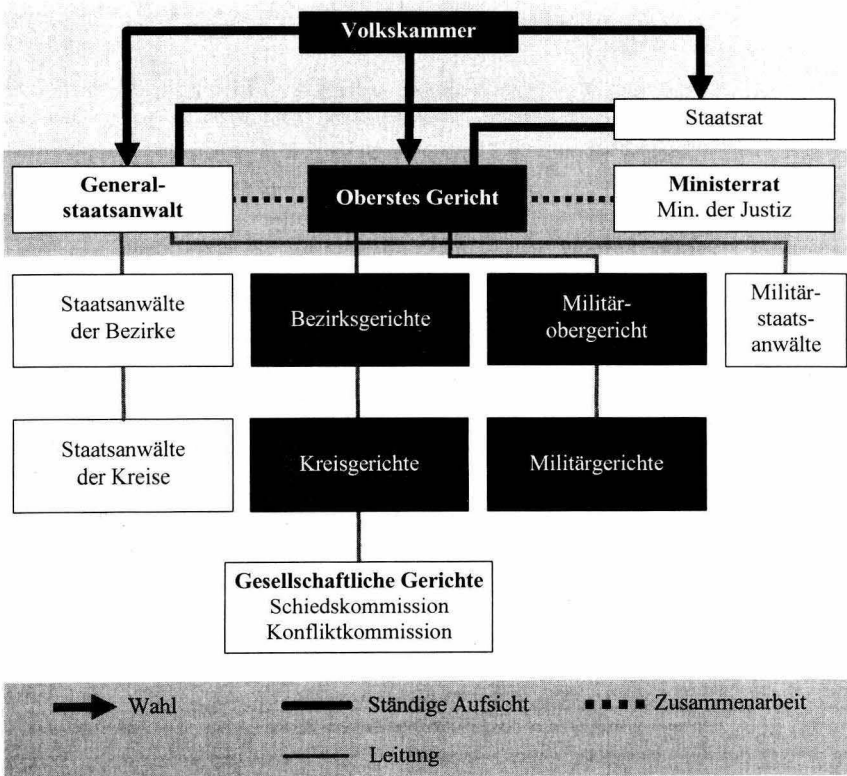 Volkskammer
Staatsrat
General-
staatsanwalt
Oberstes Gericht
Ministerrat
Min. der Justiz
Staatsanwälte
der Bezirke
Bezirksgerichte
Militär-
obergericht
Militär-
staats-
anwälte
Staatsanwälte
der Kreise
Kreisgerichte
Militärgerichte
Gesellschaftliche Gerichte
Schiedskommission
Konfliktkommission
Wahl
Ständige Aufsicht
Zusammenarbeit
Leitung